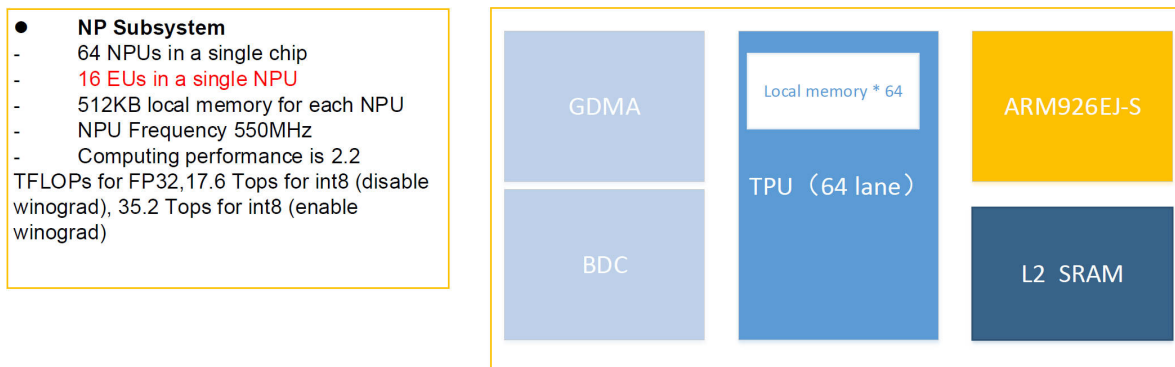 ● NP Subsystem
- 64 NPUs in a single chip
- 16 EUs in a single NPU
- 512KB local memory for each NPU
- NPU Frequency 550MHz
- Computing performance is 2.2
TFLOPs for FP32,17.6 Tops for int8 (disable
winograd), 35.2 Tops for int8 (enable
winograd)
GDMA
BDC
Local memory * 64
TPU（64 lane）
ARM926EJ-S
L2 SRAM